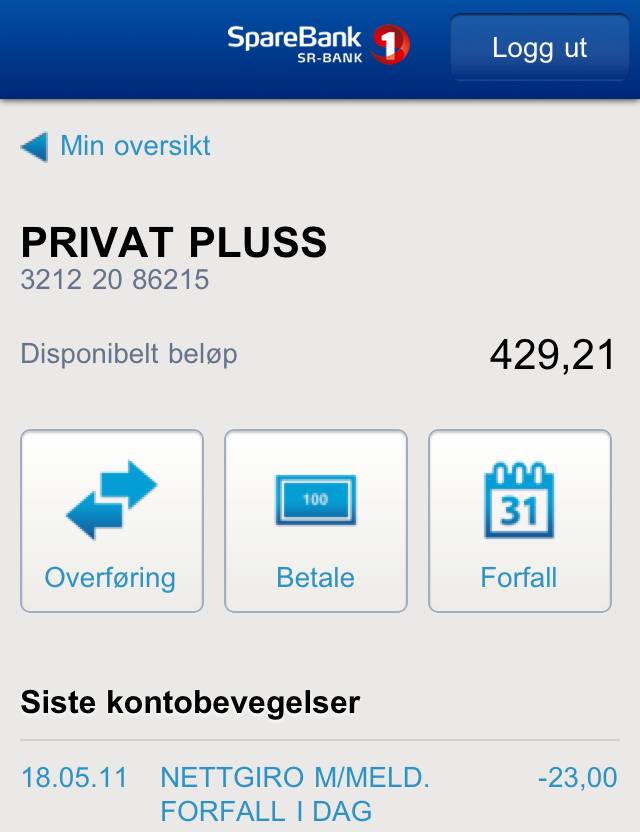 SpareBank 1
SR-BANK
Logg ut
Min oversikt
PRIVAT PLUSS
3212 20 86215
Disponibelt beløp 429,21
100
31
Overføring Betale Forfall
Siste kontobevegelser
18.05.11 NETTGIRO M/MELD. -23,00
FORFALL I DAG